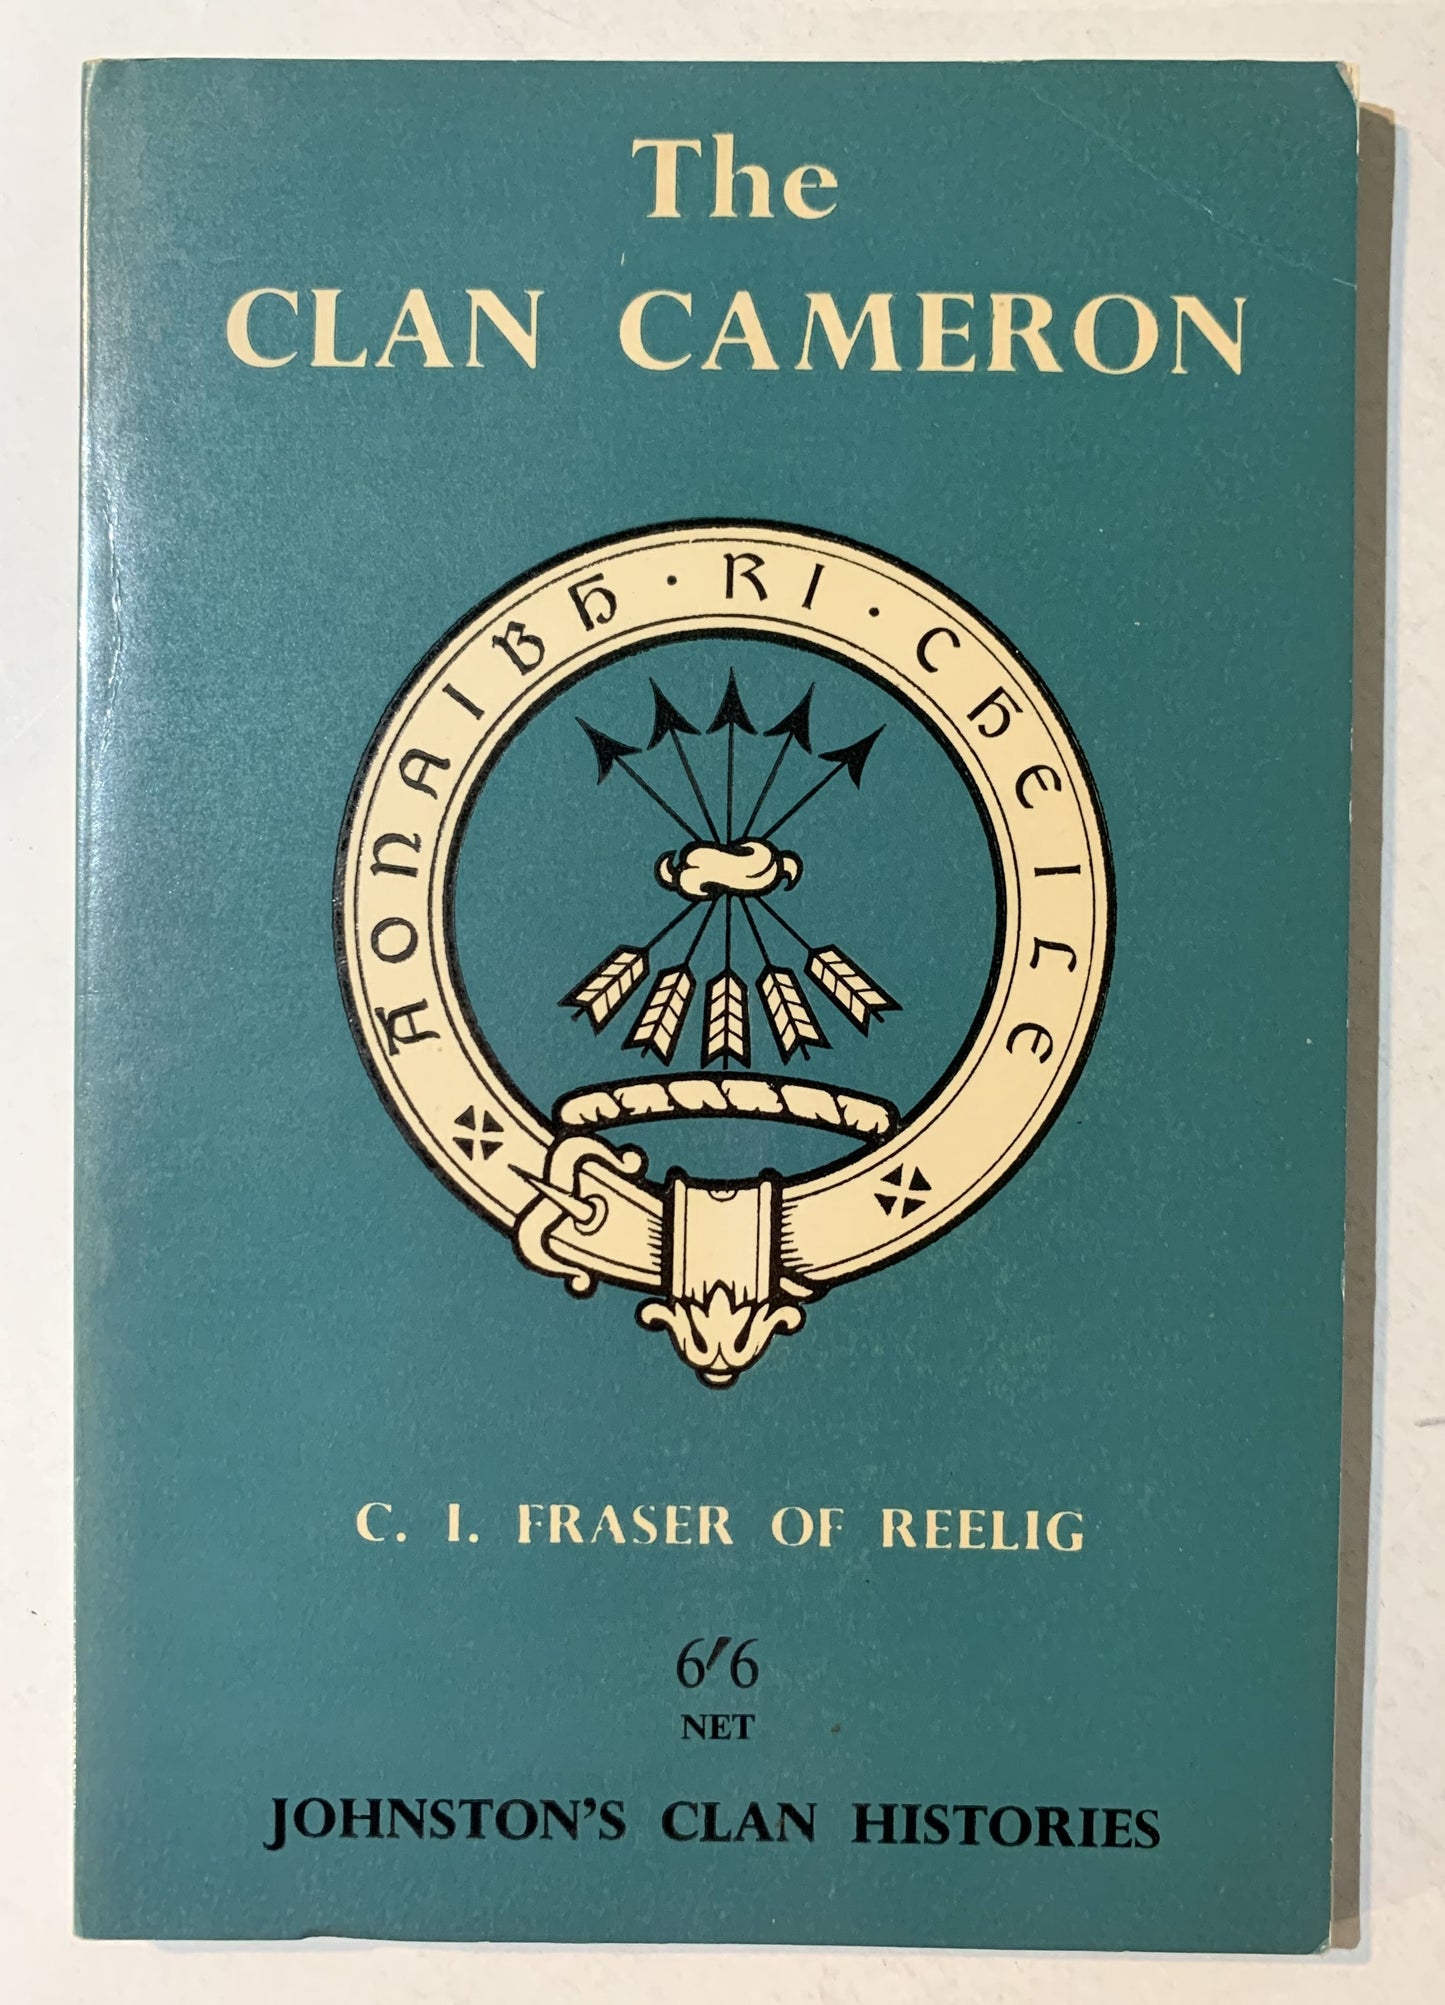 The
CLAN CAMERON
AONAIBH · RI · CHEILE
C. I. FRASER OF REELIG
6/6
NET
JOHNSTON'S CLAN HISTORIES